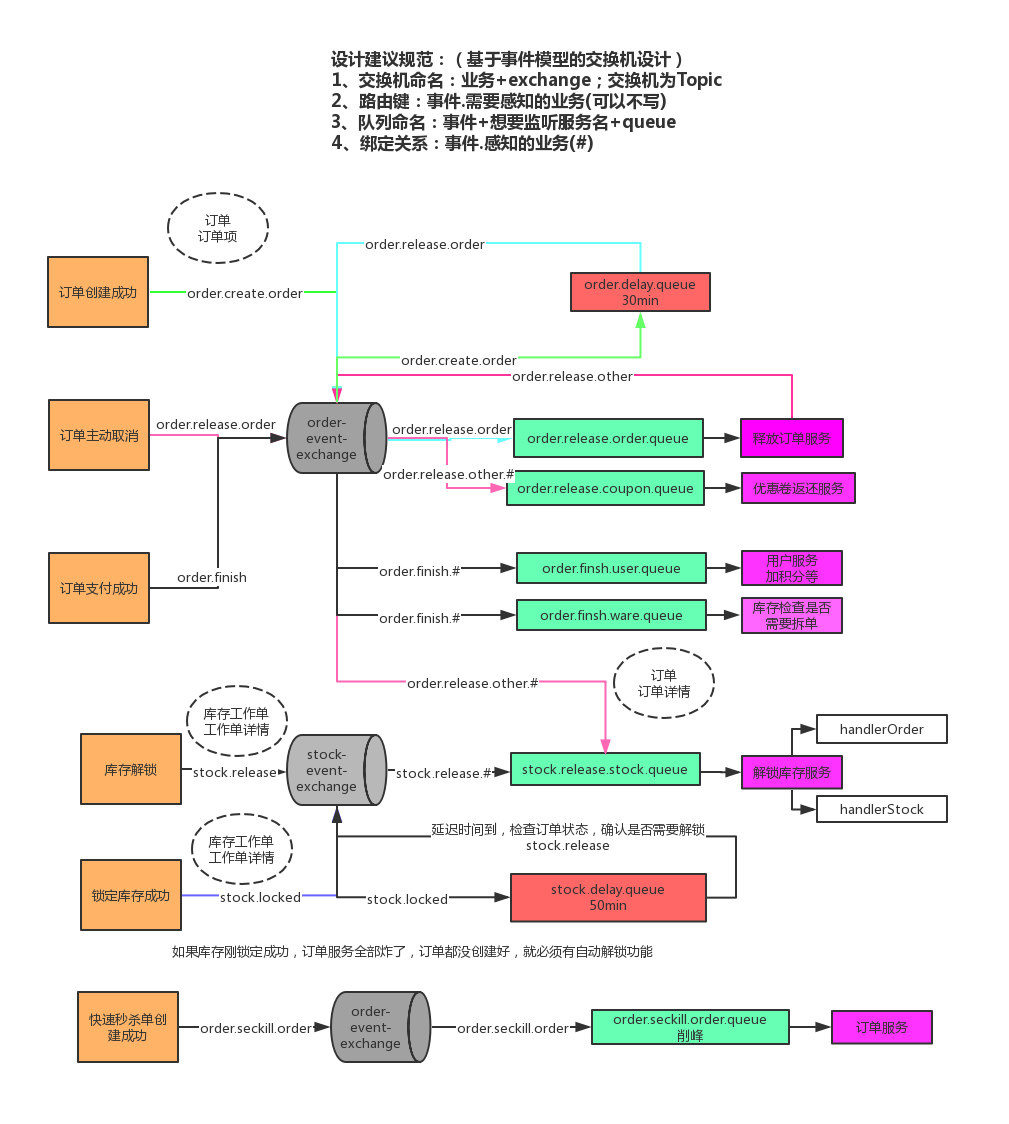 设计建议规范：（基于事件模型的交换机设计）
1、交换机命名：业务+exchange；交换机为Topic
2、路由键：事件.需要感知的业务(可以不写)
3、队列命名：事件+想要监听服务名+queue
4、绑定关系：事件.感知的业务(#)
订单
订单项
order.release.order
订单创建成功
order.create.order
order.delay.queue
30min
order.create.order
order.release.other
订单主动取消
order.release.order
order-
event-
exchange
order.release.order
order.release.order.queue
释放订单服务
order.release.other.#
order.release.coupon.queue
优惠卷返还服务
订单支付成功
order.finish
order.finish.#
order.finsh.user.queue
用户服务
加积分等
order.finish.#
order.finsh.ware.queue
库存检查是否
需要拆单
order.release.other.#
订单
订单详情
库存工作单
工作单详情
库存解锁
stock.release
stock-
event-
exchange
stock.release.#
stock.release.stock.queue
解锁库存服务
handlerOrder
handlerStock
库存工作单
工作单详情
延迟时间到，检查订单状态，确认是否需要解锁
stock.release
锁定库存成功
stock.locked
stock.locked
stock.delay.queue
50min
如果库存刚锁定成功，订单服务全部炸了，订单都没创建好，就必须有自动解锁功能
快速秒杀单创
建成功
order.seckill.order
order-
event-
exchange
order.seckill.order
order.seckill.order.queue
削峰
订单服务